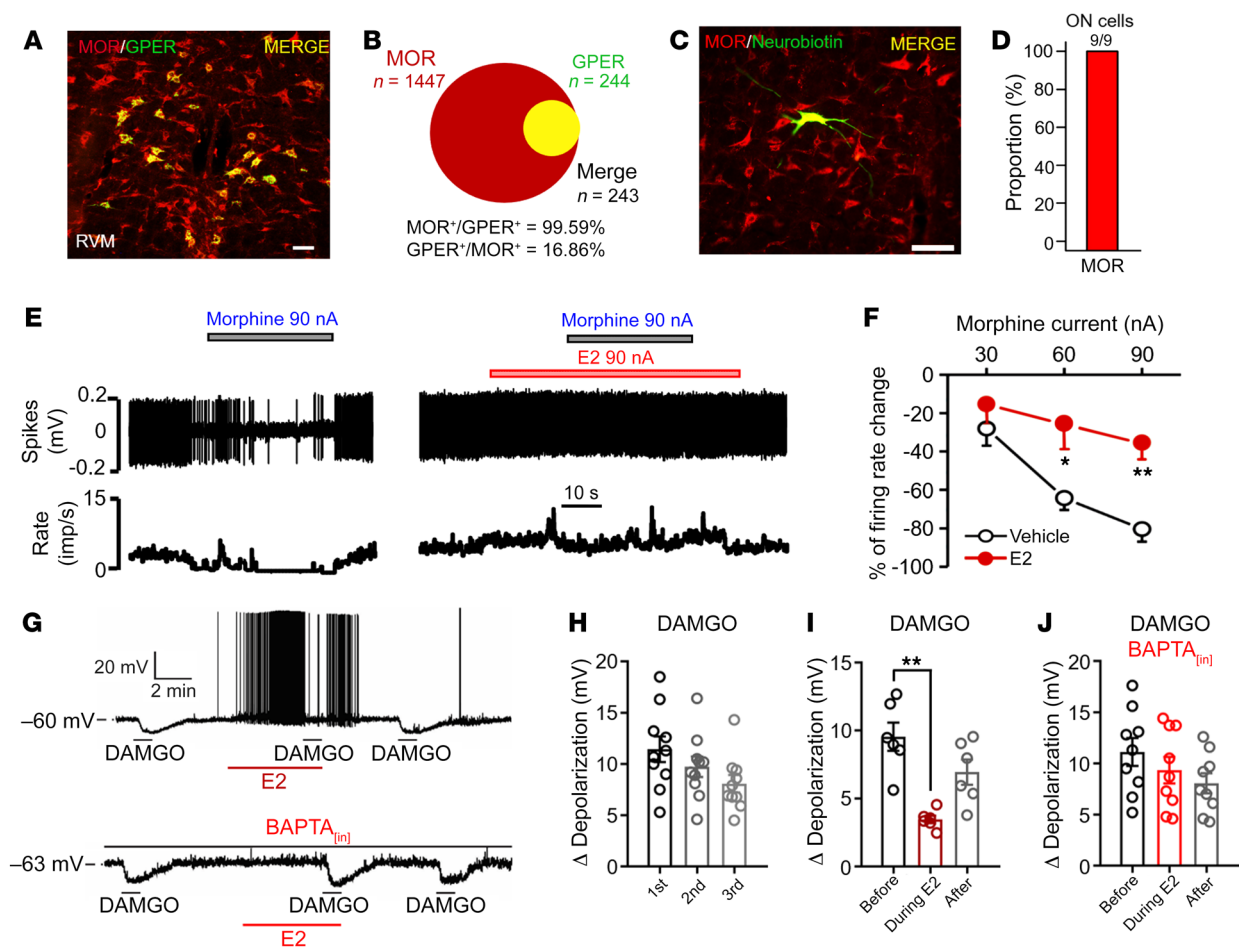 A
MOR/GPER
MERGE
RVM
B
MOR
n = 1447
GPER
n = 244
Merge
n = 243
MOR⁺/GPER⁺ = 99.59%
GPER⁺/MOR⁺ = 16.86%
C
MOR/Neurobiotin
MERGE
D
ON cells
9/9
Proportion (%)
100
80
60
40
20
0
MOR
E
Morphine 90 nA
Morphine 90 nA
E2 90 nA
Spikes
(mV)
0.2
0
-0.2
Rate
(imp/s)
15
0
10 s
F
Morphine current (nA)
30 60 90
% of firing rate change
0
-20
-40
-60
-80
-100
*
**
Vehicle
E2
G
20 mV
2 min
–60 mV
DAMGO DAMGO DAMGO
E2
BAPTA[in]
–63 mV
DAMGO DAMGO DAMGO
E2
H
DAMGO
Δ Depolarization (mV)
20
15
10
5
0
1st 2nd 3rd
I
DAMGO
Δ Depolarization (mV)
15
10
5
0
**
Before During E2 After
J
DAMGO
BAPTA[in]
Δ Depolarization (mV)
20
15
10
5
0
Before During E2 After